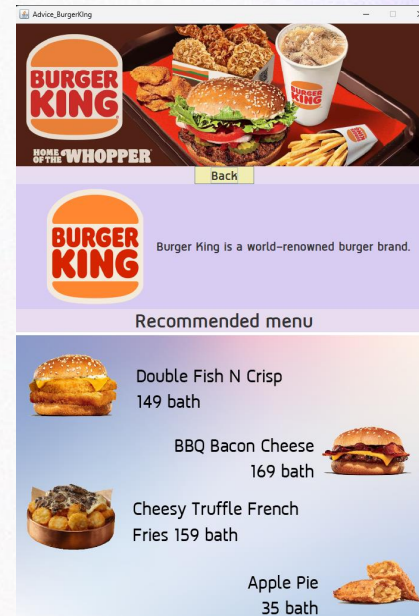 Advice_BurgerKing
BURGER
KING
HOME
OF THE WHOPPER
BURGER
KING
Back
BURGER
KING
Burger King is a world-renowned burger brand.
Recommended menu
Double Fish N Crisp
149 bath
BBQ Bacon Cheese
169 bath
Cheesy Truffle French
Fries 159 bath
Apple Pie
35 bath